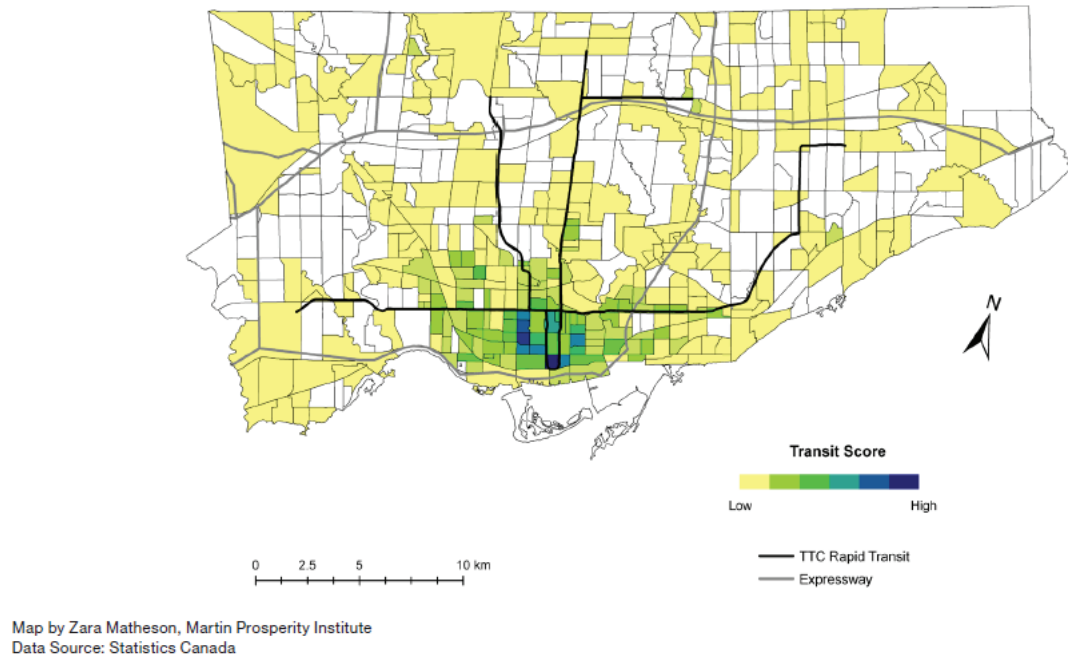 N
Transit Score
Low High
0 2.5 5 10 km
TTC Rapid Transit
Expressway
Map by Zara Matheson, Martin Prosperity Institute
Data Source: Statistics Canada